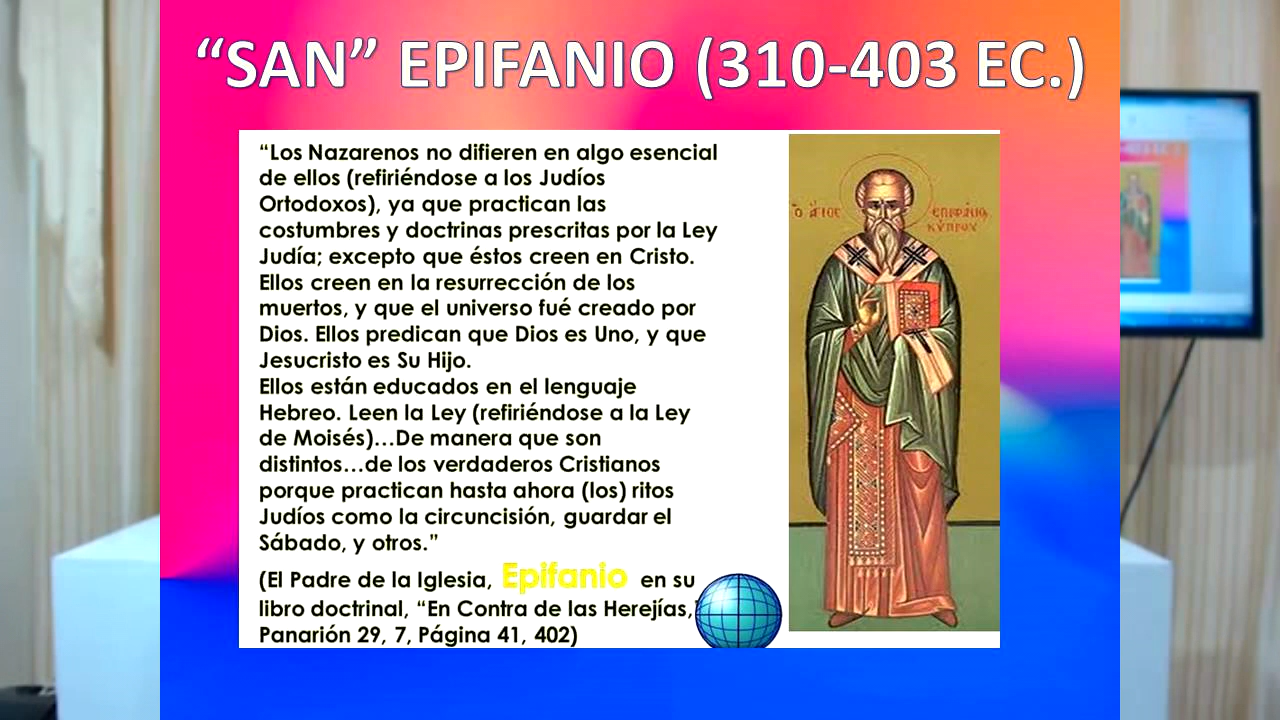 “SAN” EPIFANIO (310-403 EC.)
“Los Nazarenos no difieren en algo esencial
de ellos (refiriéndose a los Judíos
Ortodoxos), ya que practican las
costumbres y doctrinas prescritas por la Ley
Judía; excepto que éstos creen en Cristo.
Ellos creen en la resurrección de los
muertos, y que el universo fué creado por
Dios. Ellos predican que Dios es Uno, y que
Jesucristo es Su Hijo.
Ellos están educados en el lenguaje
Hebreo. Leen la Ley (refiriéndose a la Ley
de Moisés)…De manera que son
distintos…de los verdaderos Cristianos
porque practican hasta ahora (los) ritos
Judíos como la circuncisión, guardar el
Sábado, y otros.”
(El Padre de la Iglesia, Epifanio en su
libro doctrinal, “En Contra de las Herejías,”
Panarión 29, 7, Página 41, 402)